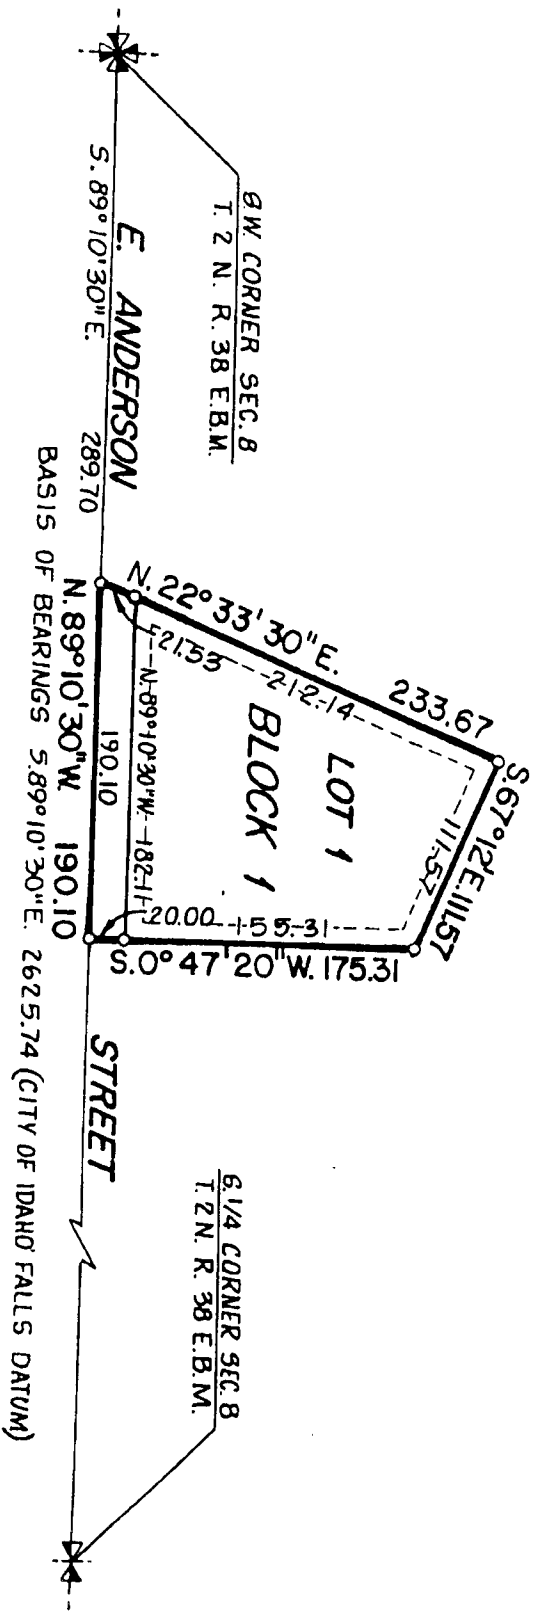 S.W. CORNER SEC. 8
T. 2 N. R. 38 E.B.M.
S. 1/4 CORNER SEC. 8
T. 2 N. R. 38 E.B.M.
S. 67°12'E. 111.57
111.57
233.67
N. 22°33'30"E.
212.14
LOT 1
BLOCK 1
155.31
S. 0°47'20"W. 175.31
21.53
N. 89°10'30"W. 182.11
20.00
190.10
E. ANDERSON STREET
S. 89°10'30"E. 289.70
N. 89°10'30"W. 190.10
BASIS OF BEARINGS S.89°10'30"E. 2625.74 (CITY OF IDAHO FALLS DATUM)